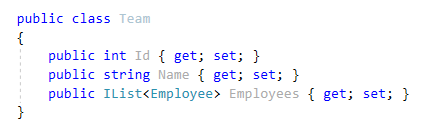 public class Team
{
    public int Id { get; set; }
    public string Name { get; set; }
    public IList<Employee> Employees { get; set; }
}